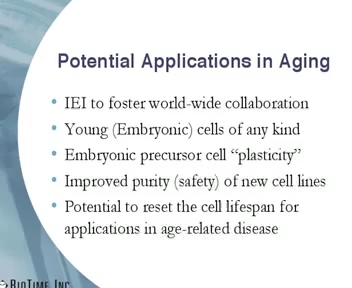 Potential Applications in Aging
• IEI to foster world-wide collaboration
• Young (Embryonic) cells of any kind
• Embryonic precursor cell “plasticity”
• Improved purity (safety) of new cell lines
• Potential to reset the cell lifespan for
applications in age-related disease
BIOTIME, INC.